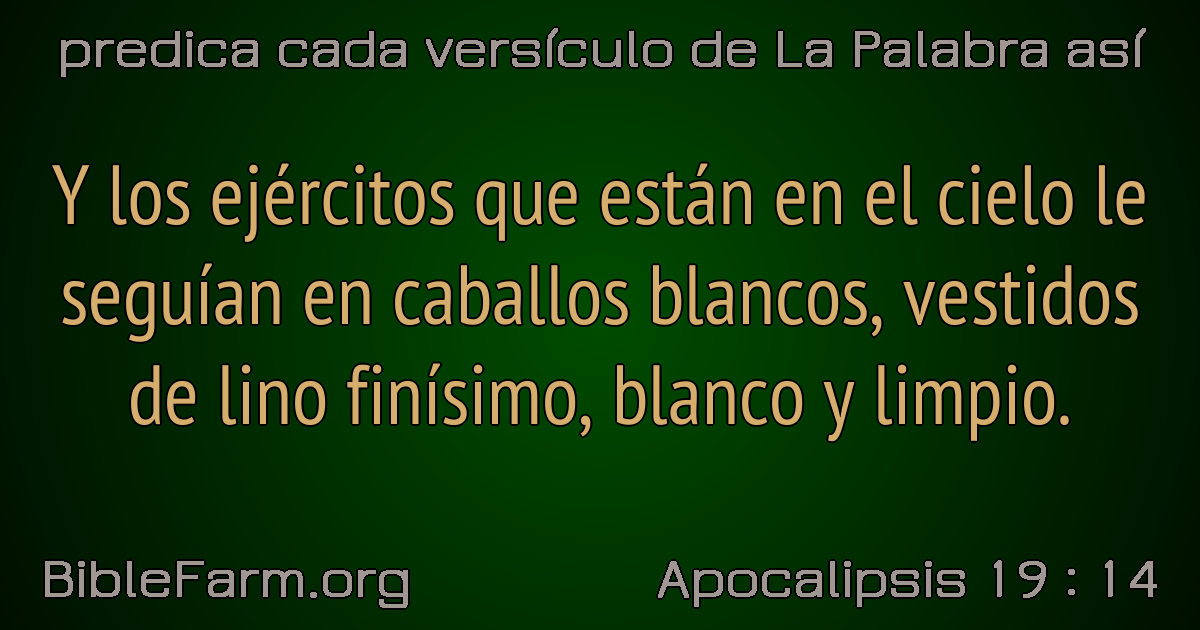 predica cada versículo de La Palabra así
Y los ejércitos que están en el cielo le
seguían en caballos blancos, vestidos
de lino finísimo, blanco y limpio.
BibleFarm.org
Apocalipsis 19 : 14